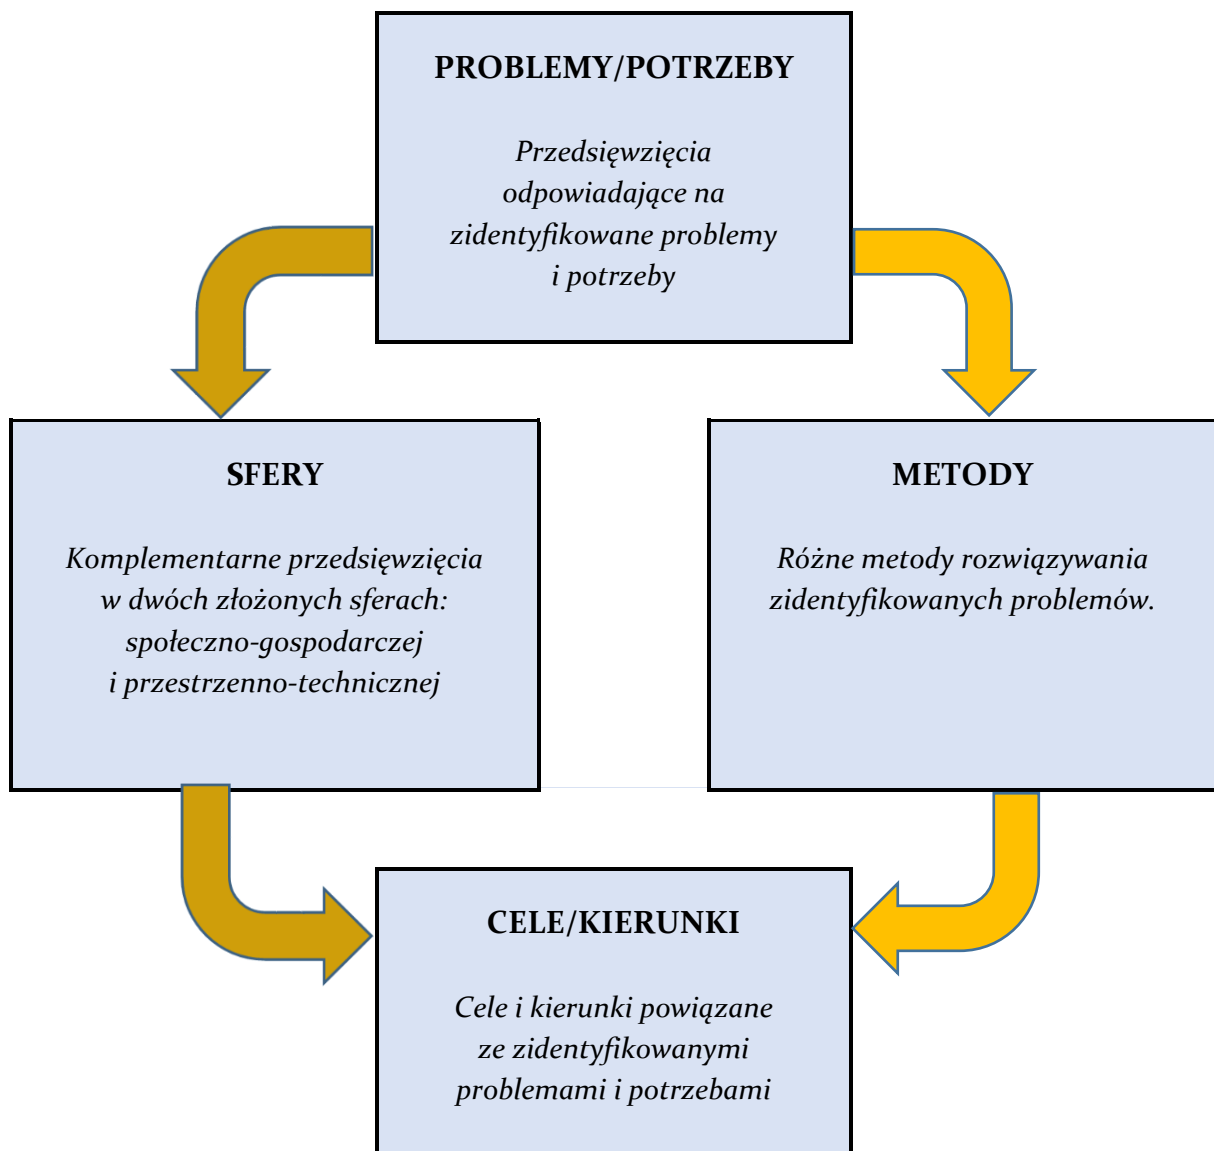 PROBLEMY/POTRZEBY
Przedsięwzięcia
odpowiadające na
zidentyfikowane problemy
i potrzeby
SFERY
Komplementarne przedsięwzięcia
w dwóch złożonych sferach:
społeczno-gospodarczej
i przestrzenno-technicznej
METODY
Różne metody rozwiązywania
zidentyfikowanych problemów.
CELE/KIERUNKI
Cele i kierunki powiązane
ze zidentyfikowanymi
problemami i potrzebami